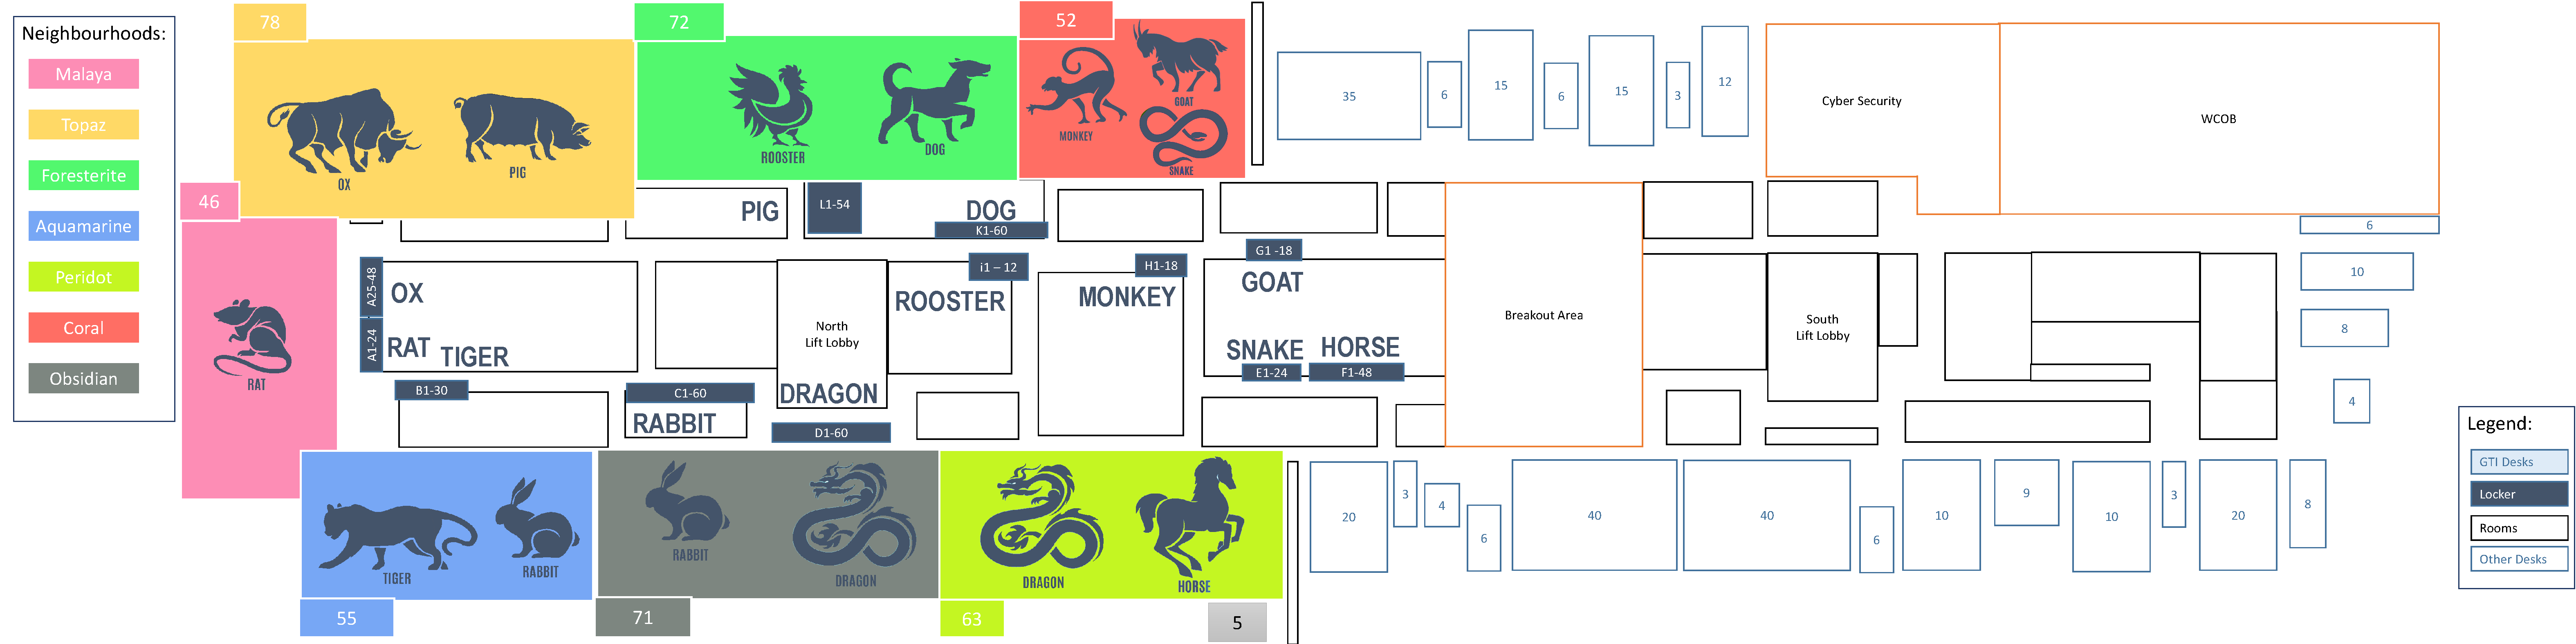 Neighbourhoods:
Malaya
Topaz
Foresterite
Aquamarine
Peridot
Coral
Obsidian
78
OX
PIG
72
ROOSTER
DOG
52
MONKEY
GOAT
SNAKE
35
6
15
6
15
3
12
Cyber Security
WCOB
46
RAT
PIG
L1-54
DOG
K1-60
A25-48
A1-24
OX
RAT
TIGER
B1-30
C1-60
RABBIT
North
Lift Lobby
DRAGON
D1-60
i1 – 12
ROOSTER
H1-18
MONKEY
G1 -18
GOAT
SNAKE
HORSE
E1-24
F1-48
Breakout Area
South
Lift Lobby
6
10
8
4
TIGER
RABBIT
55
RABBIT
DRAGON
71
DRAGON
HORSE
63
5
20
3
4
6
40
40
6
10
9
10
3
20
8
Legend:
GTI Desks
Locker
Rooms
Other Desks